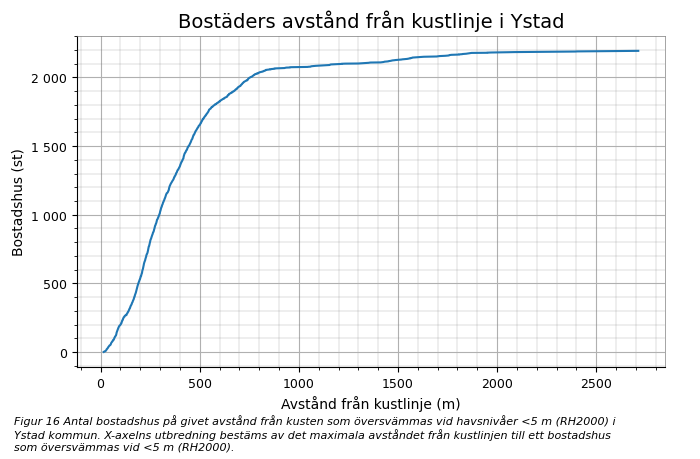 Bostäders avstånd från kustlinje i Ystad
2 000
1 500
1 000
500
0
Bostadshus (st)
0 500 1000 1500 2000 2500
Avstånd från kustlinje (m)
Figur 16 Antal bostadshus på givet avstånd från kusten som översvämmas vid havsnivåer <5 m (RH2000) i
Ystad kommun. X-axelns utbredning bestäms av det maximala avståndet från kustlinjen till ett bostadshus
som översvämmas vid <5 m (RH2000).